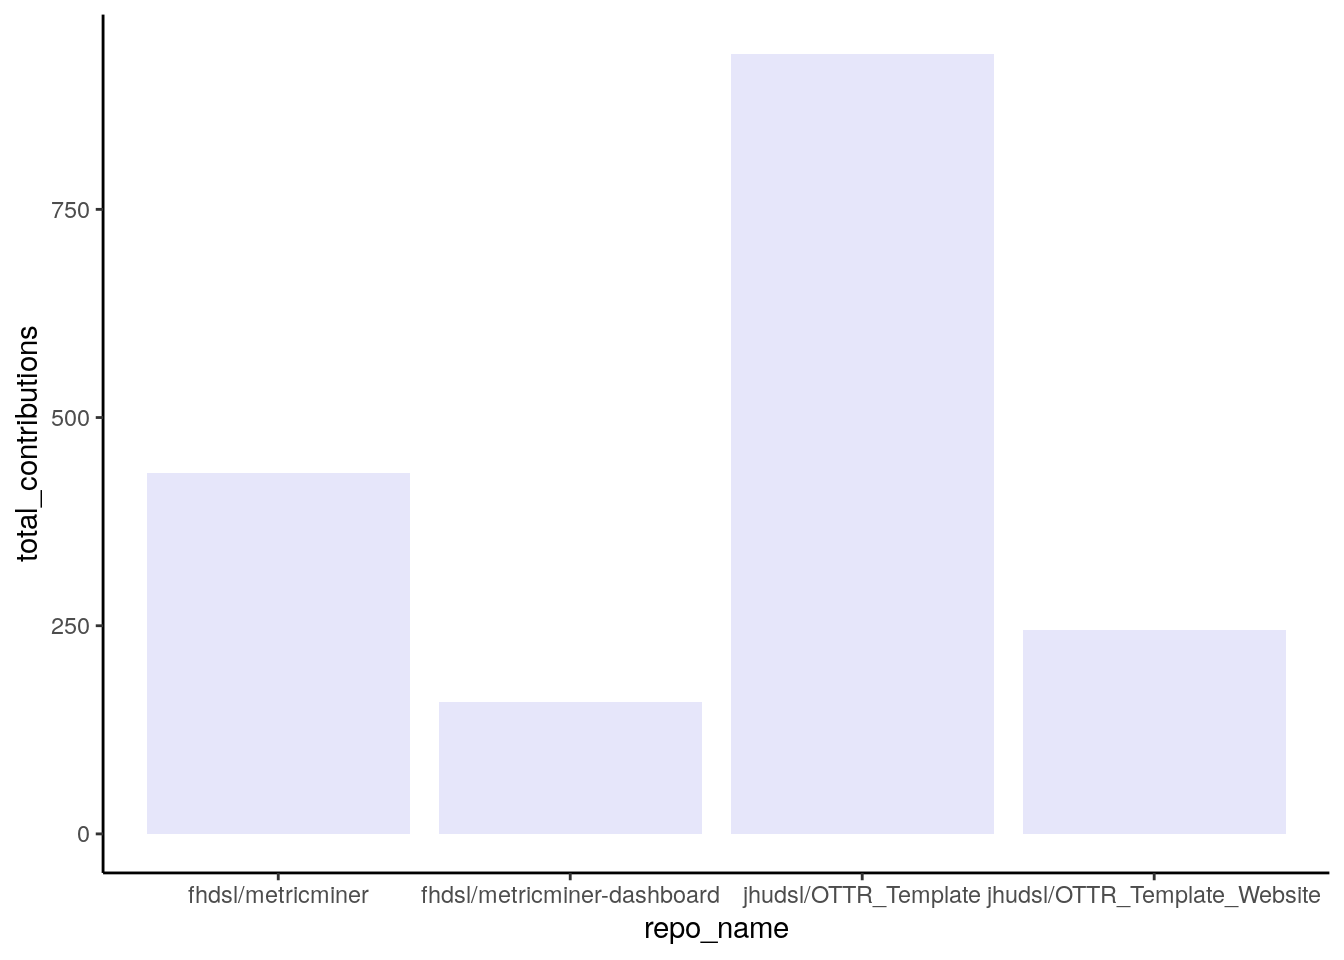 total_contributions
750
500
250
0
fhdsl/metricminer
fhdsl/metricminer-dashboard
jhudsl/OTTR_Template
jhudsl/OTTR_Template_Website
repo_name